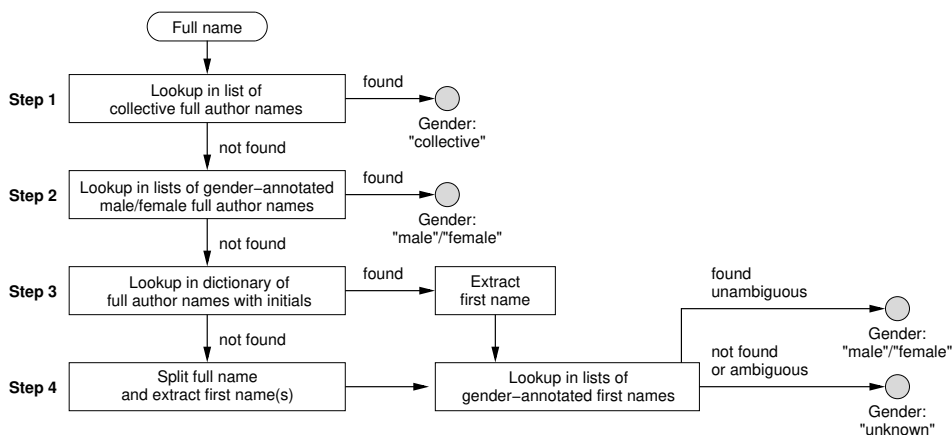 Full name
Step 1
Lookup in list of
collective full author names
found
Gender:
"collective"
not found
Step 2
Lookup in lists of gender−annotated
male/female full author names
found
Gender:
"male"/"female"
not found
Step 3
Lookup in dictionary of
full author names with initials
found
Extract
first name
found
unambiguous
Gender:
"male"/"female"
not found
Step 4
Split full name
and extract first name(s)
Lookup in lists of
gender−annotated first names
not found
or ambiguous
Gender:
"unknown"